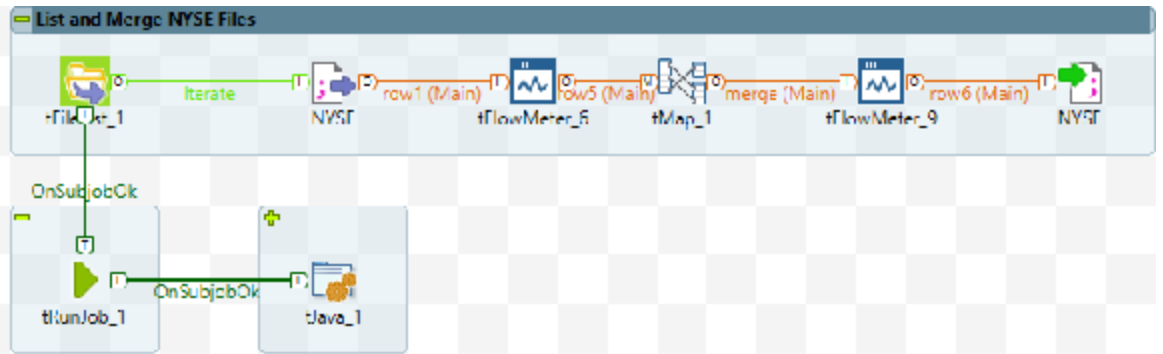 List and Merge NYSE Files
Iterate
row1 (Main)
row5 (Main)
merge (Main)
row6 (Main)
tFileList_1
NYSE
tFlowMeter_6
tMap_1
tFlowMeter_9
NYSE
OnSubjobOk
OnSubjobOk
tRunJob_1
tJava_1